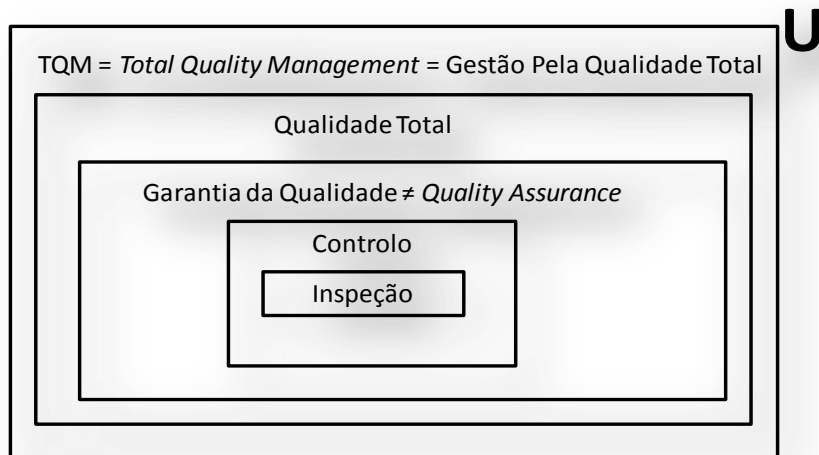 U
TQM = Total Quality Management = Gestão Pela Qualidade Total
Qualidade Total
Garantia da Qualidade ≠ Quality Assurance
Controlo
Inspeção